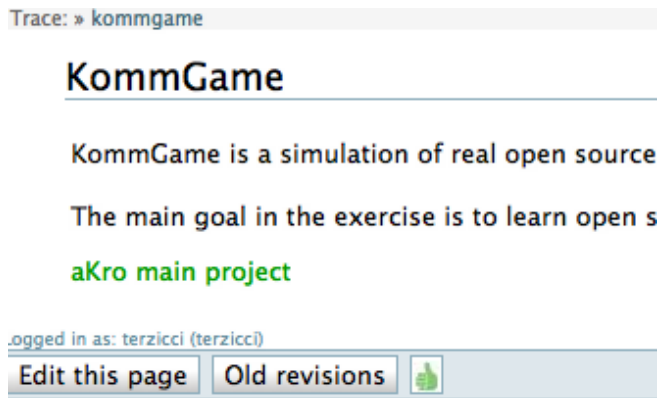 Trace: » kommgame
KommGame
KommGame is a simulation of real open source
The main goal in the exercise is to learn open s
aKro main project
ogged in as: terzicci (terzicci)
Edit this page Old revisions